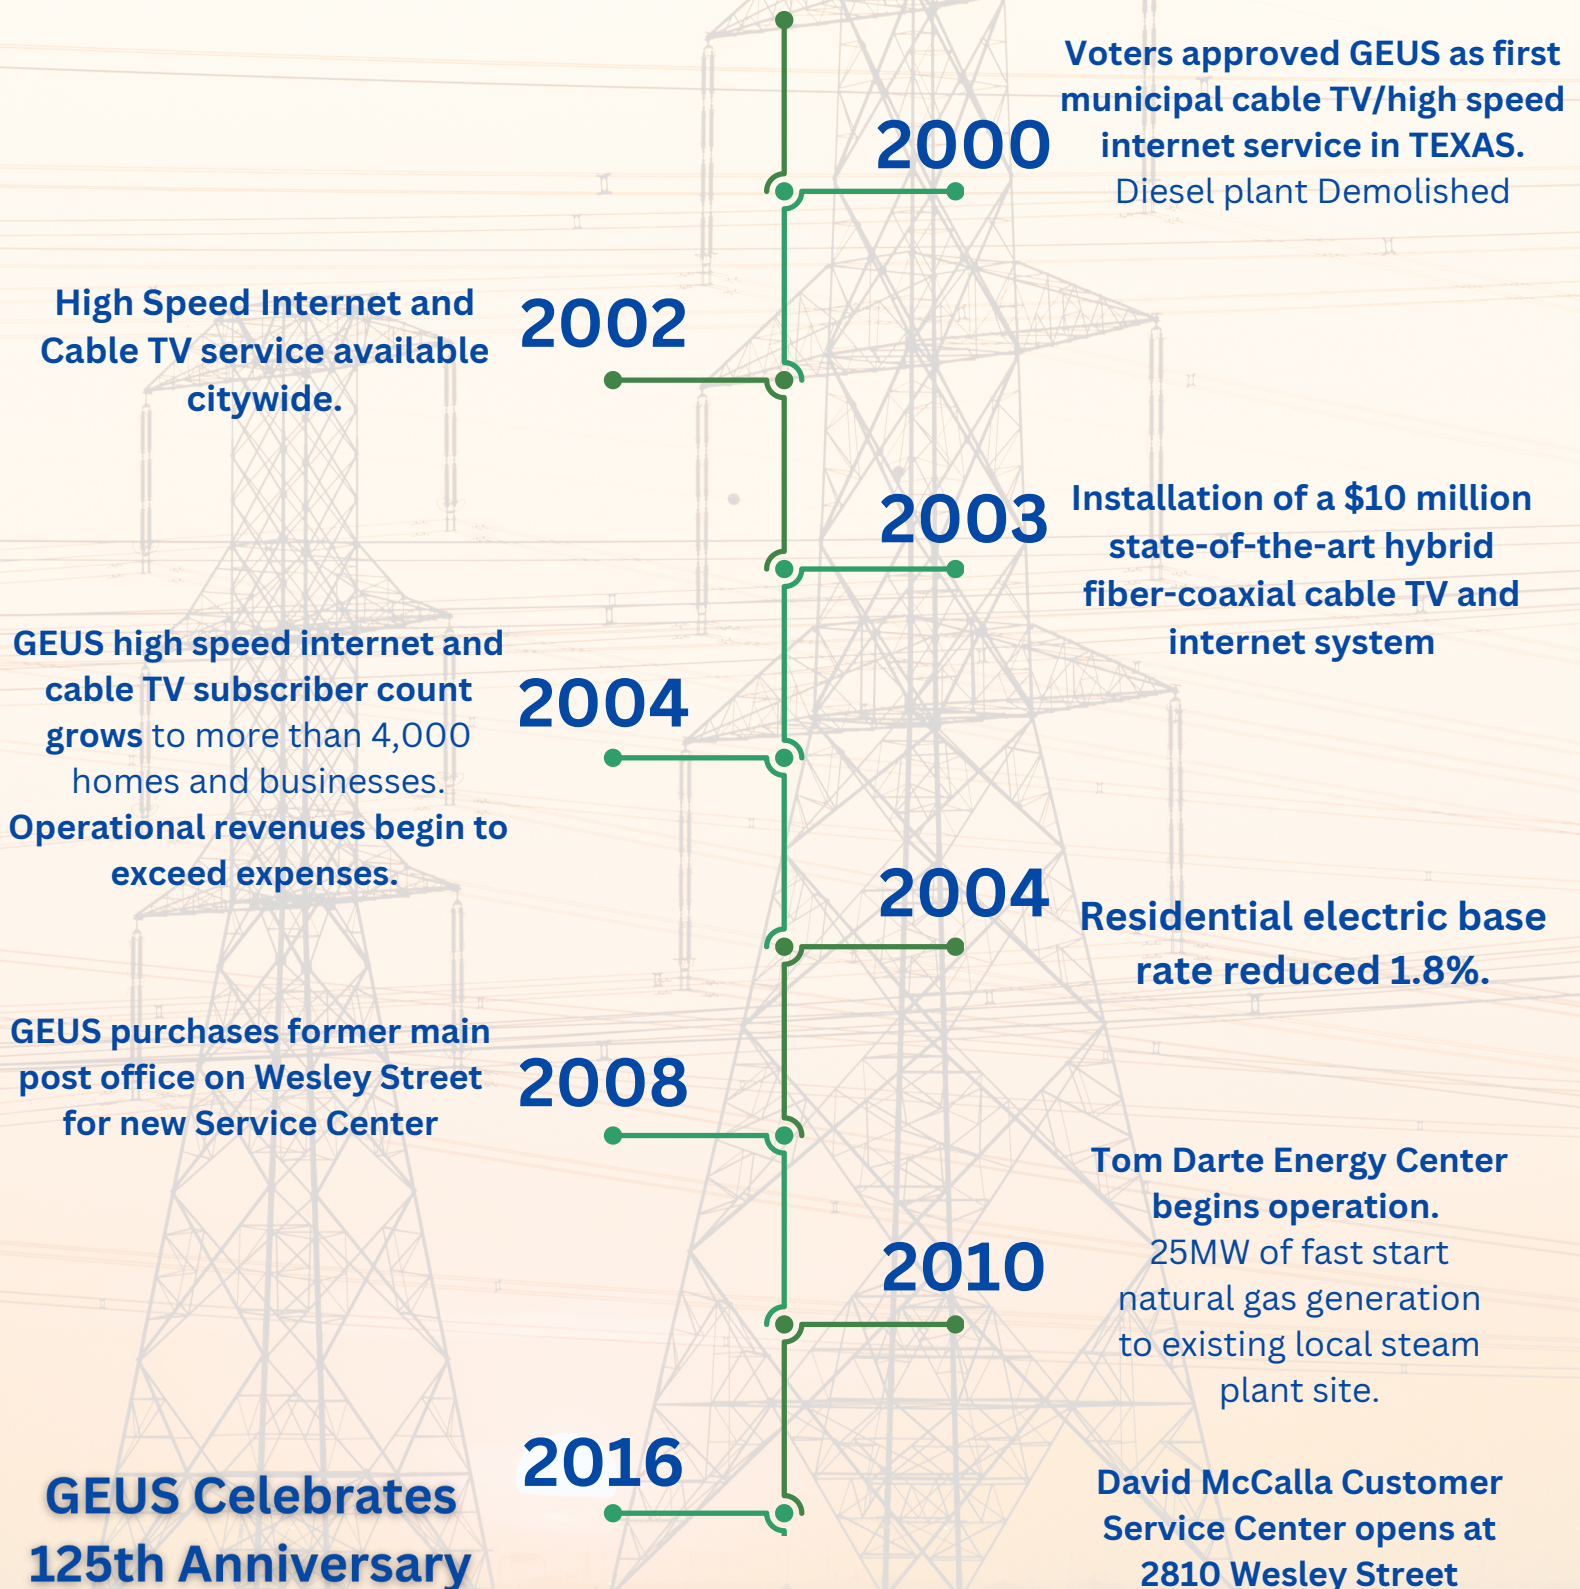 Voters approved GEUS as first
municipal cable TV/high speed
internet service in TEXAS.
Diesel plant Demolished
2000
High Speed Internet and
Cable TV service available
citywide.
2002
2003
Installation of a $10 million
state-of-the-art hybrid
fiber-coaxial cable TV and
internet system
GEUS high speed internet and
cable TV subscriber count
grows to more than 4,000
homes and businesses.
Operational revenues begin to
exceed expenses.
2004
2004
Residential electric base
rate reduced 1.8%.
GEUS purchases former main
post office on Wesley Street
for new Service Center
2008
2010
Tom Darte Energy Center
begins operation.
25MW of fast start
natural gas generation
to existing local steam
plant site.
2016
GEUS Celebrates
125th Anniversary
David McCalla Customer
Service Center opens at
2810 Wesley Street